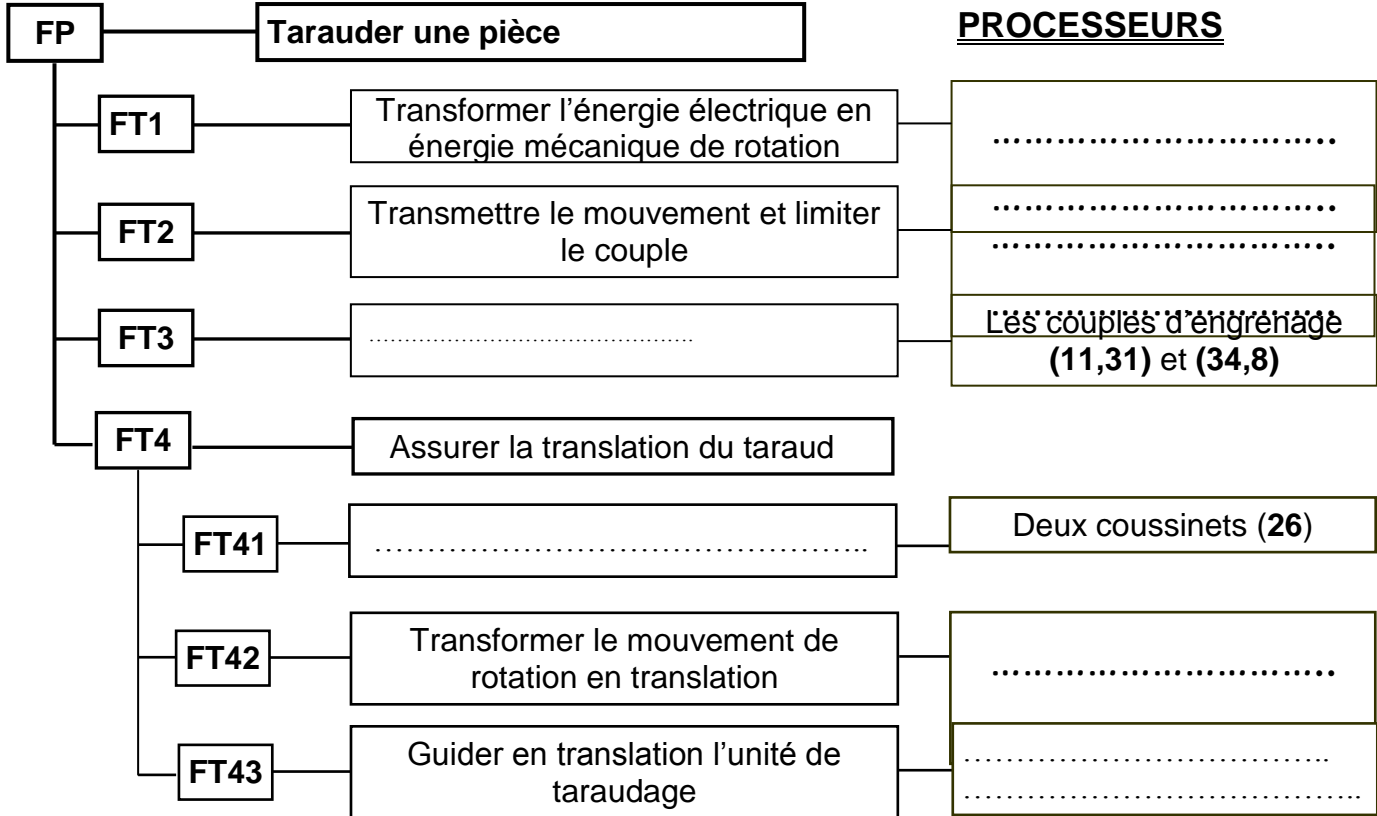 FP
Tarauder une pièce
PROCESSEURS
FT1
Transformer l’énergie électrique en
énergie mécanique de rotation
…………………………..
FT2
Transmettre le mouvement et limiter
le couple
…………………………..
…………………………..
FT3
……………………………………….
…………………………..
Les couples d’engrenage
(11,31) et (34,8)
FT4
Assurer la translation du taraud
FT41
………………………………………..
Deux coussinets (26)
FT42
Transformer le mouvement de
rotation en translation
…………………………..
FT43
Guider en translation l’unité de
taraudage
…………………………….
………………………………..